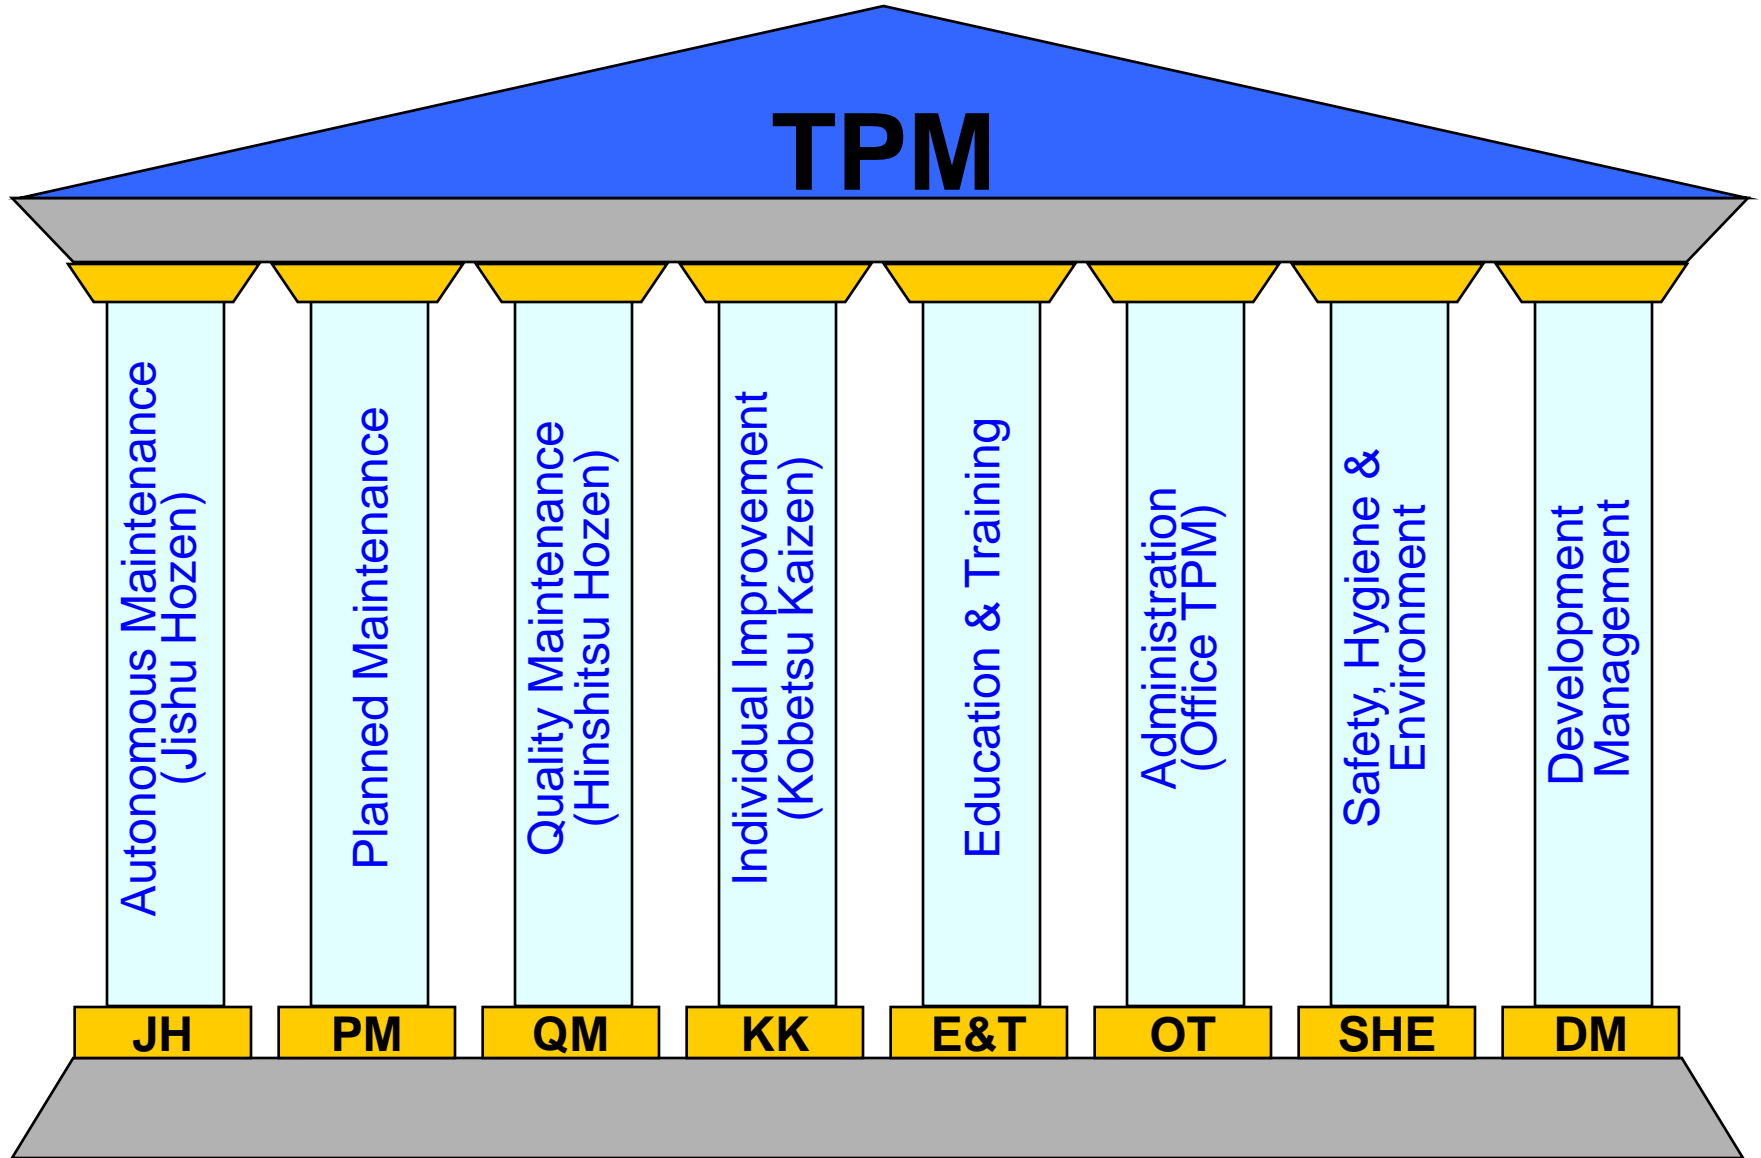 TPM
Autonomous Maintenance
(Jishu Hozen)
Planned Maintenance
Quality Maintenance
(Hinshitsu Hozen)
Individual Improvement
(Kobetsu Kaizen)
Education & Training
Administration
(Office TPM)
Safety, Hygiene &
Environment
Development
Management
JH
PM
QM
KK
E&T
OT
SHE
DM